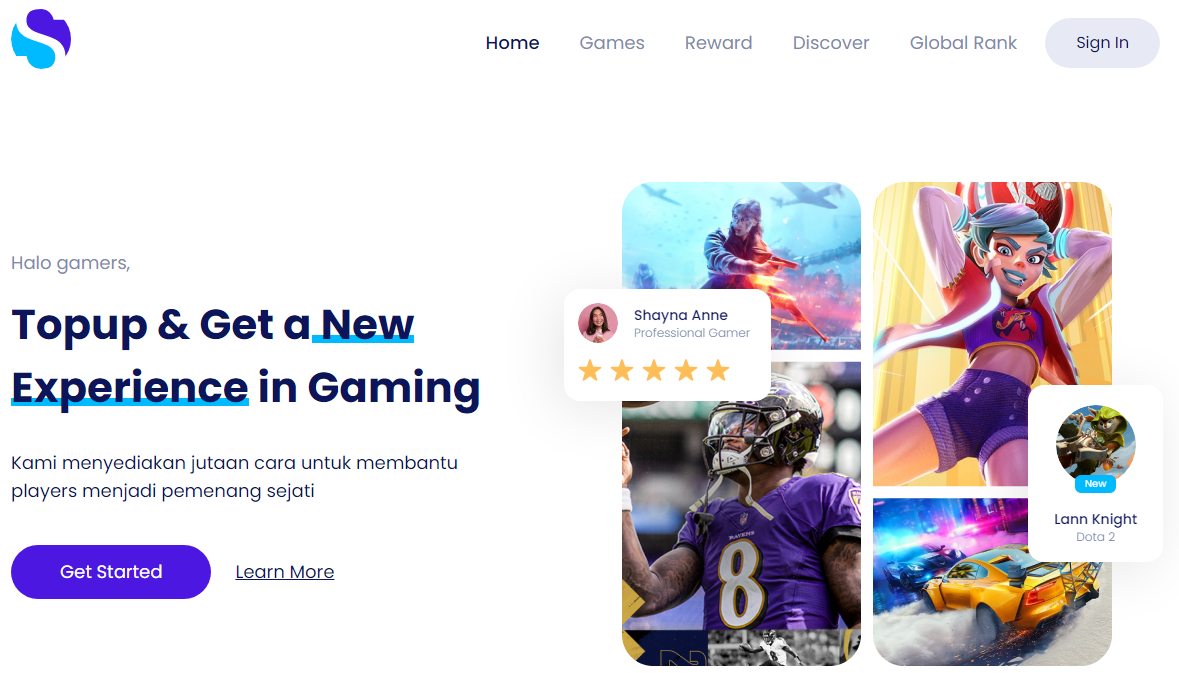 Home Games Reward Discover Global Rank Sign In
Halo gamers,
Topup & Get a New
Experience in Gaming
Kami menyediakan jutaan cara untuk membantu
players menjadi pemenang sejati
Get Started Learn More
Shayna Anne
Professional Gamer
RAVENS
8
New
Lann Knight
Dota 2